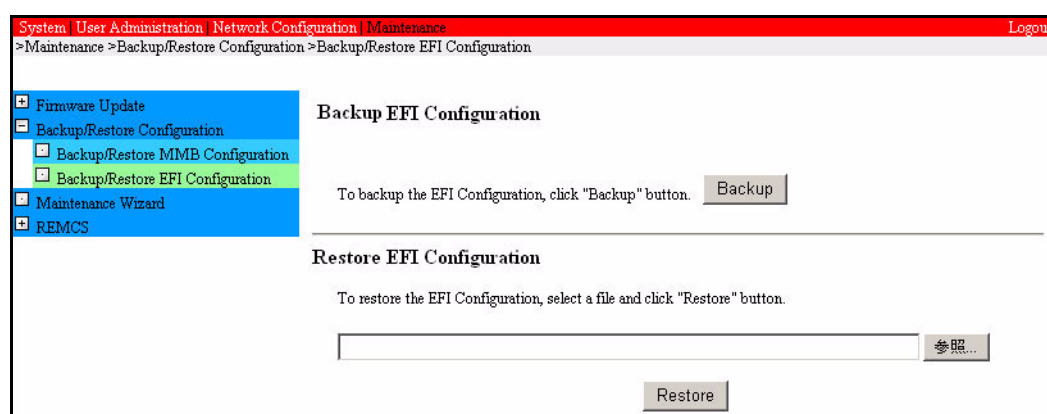 System | User Administration | Network Configuration | Maintenance Logou
>Maintenance >Backup/Restore Configuration >Backup/Restore EFI Configuration
Firmware Update
Backup/Restore Configuration
Backup/Restore MMB Configuration
Backup/Restore EFI Configuration
Maintenance Wizard
REMCS
Backup EFI Configuration
To backup the EFI Configuration, click "Backup" button. Backup
Restore EFI Configuration
To restore the EFI Configuration, select a file and click "Restore" button.
参照...
Restore